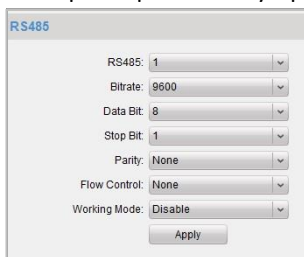 RS485
RS485: 1
Bitrate: 9600
Data Bit: 8
Stop Bit: 1
Parity: None
Flow Control: None
Working Mode: Disable
Apply